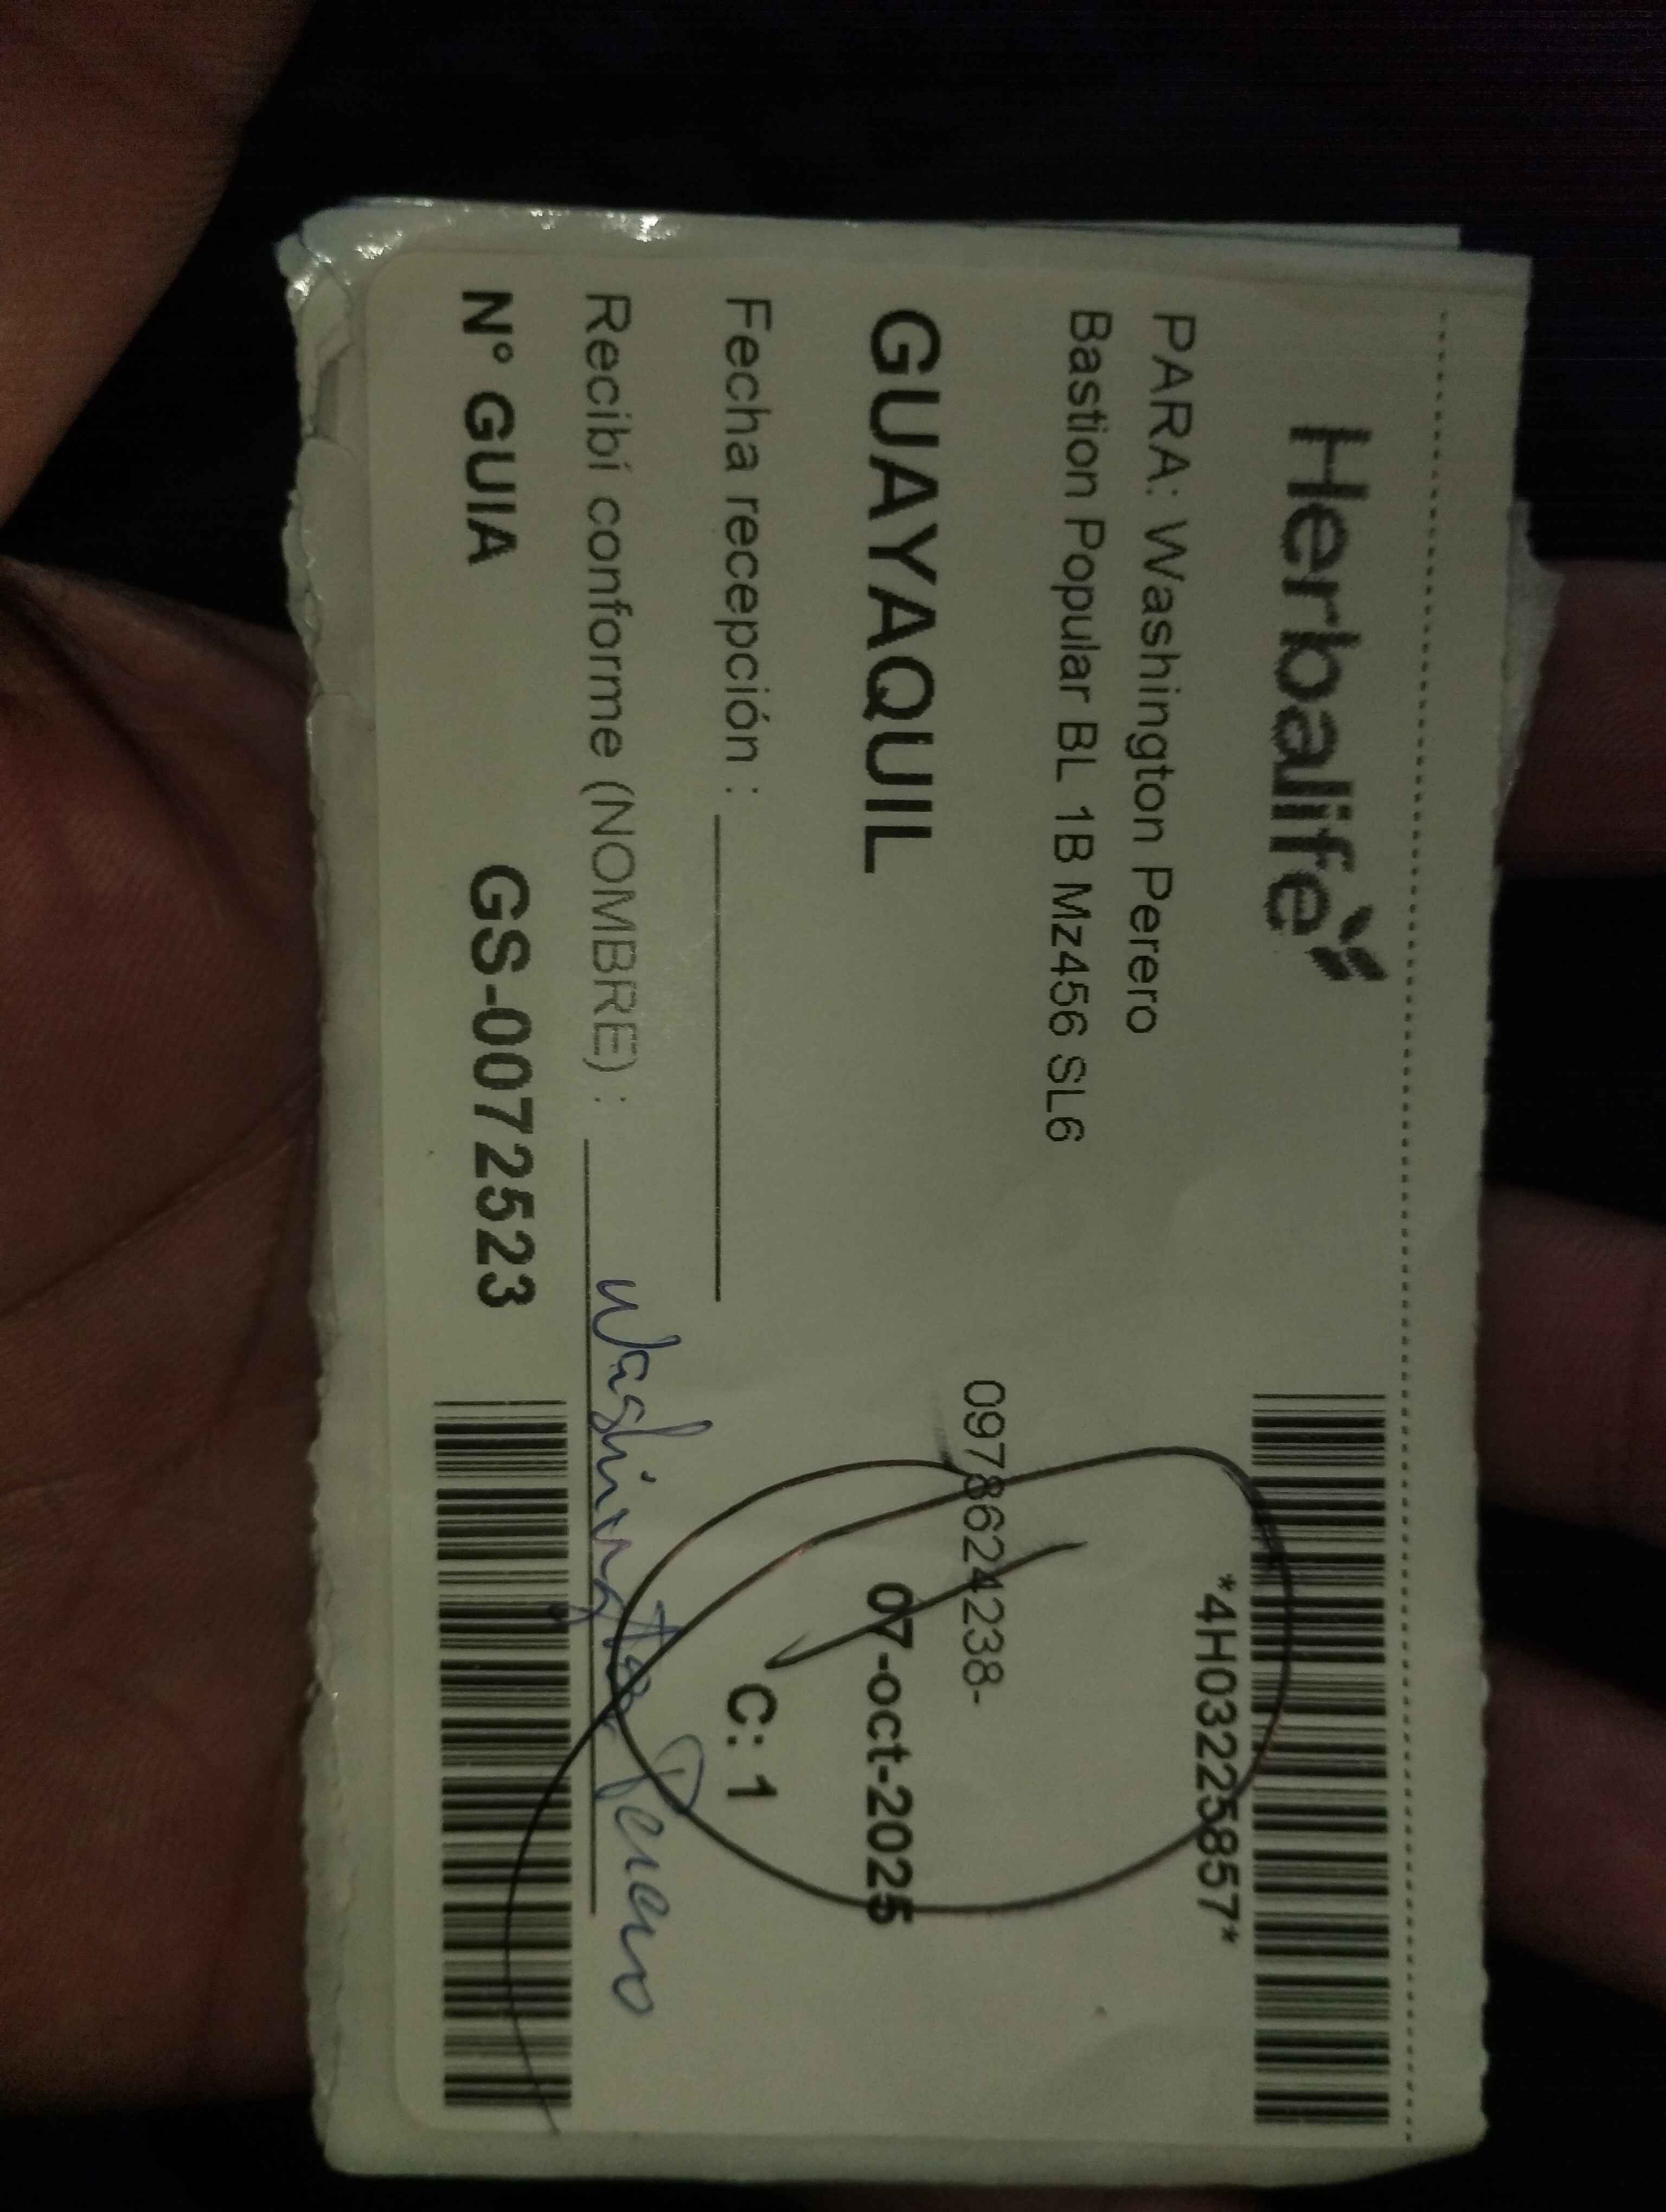 Herbalife
*4H03225857*
PARA: Washington Perero
Bastion Popular BL 1B Mz456 SL6
0978624238-
GUAYAQUIL
07-oct-2025
Fecha recepción :
C: 1
Recibí conforme (NOMBRE) : Washington Perero
N° GUIA GS-0072523